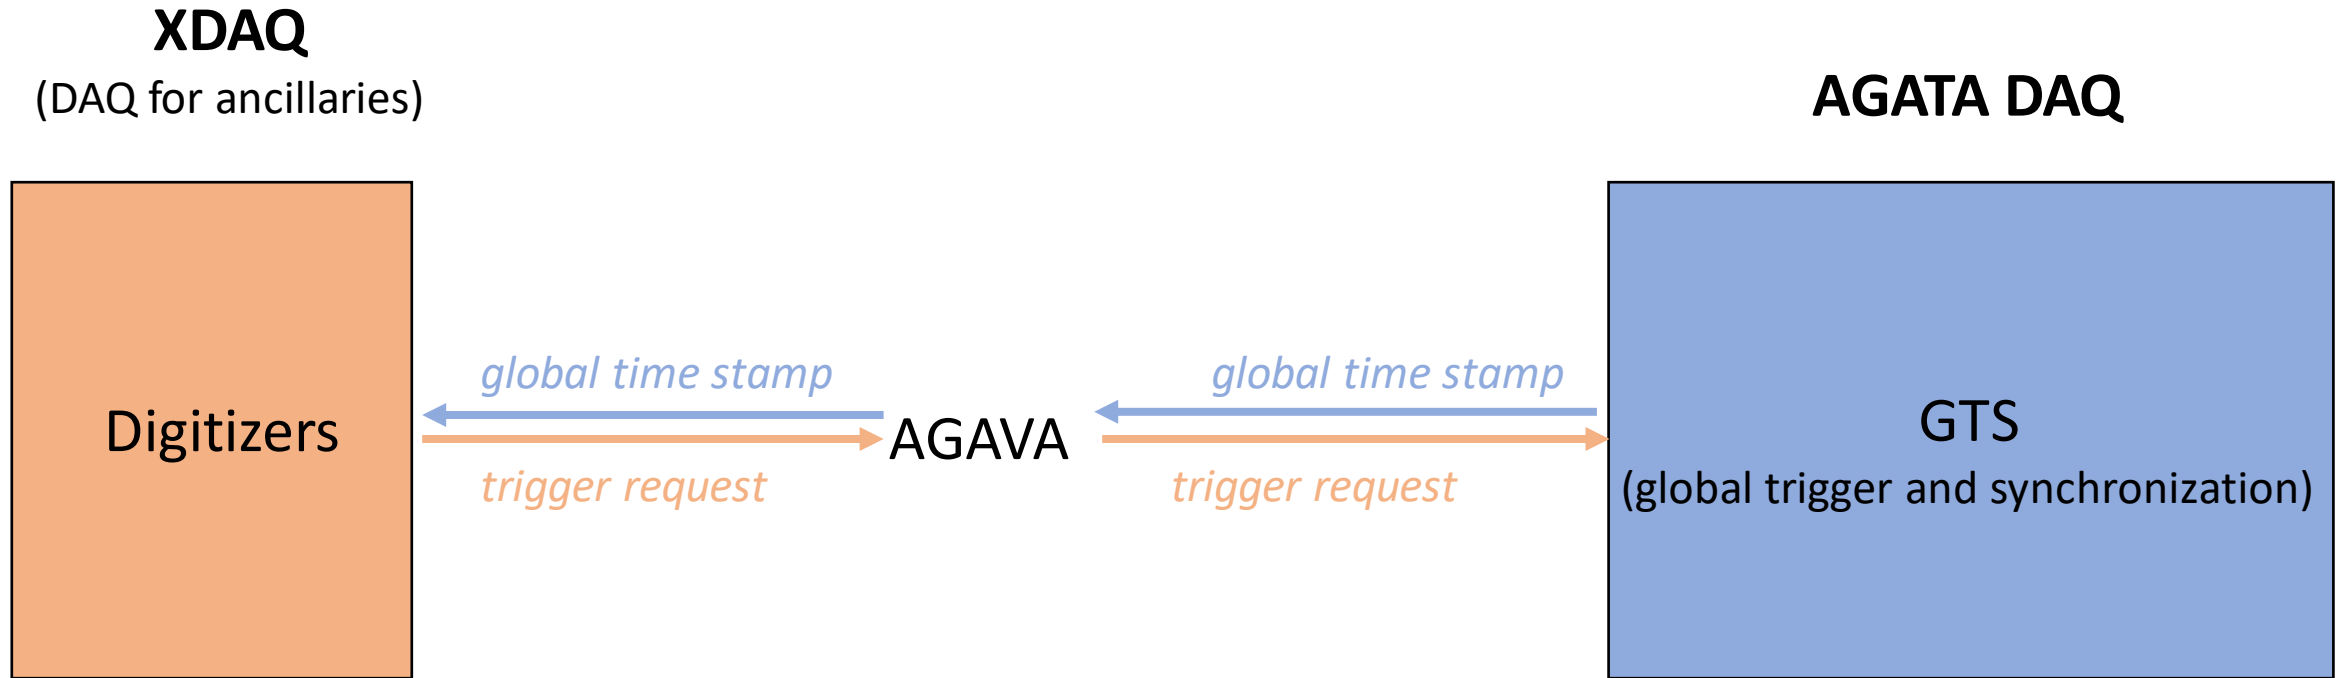 XDAQ
(DAQ for ancillaries)
AGATA DAQ
Digitizers
global time stamp
trigger request
AGAVA
global time stamp
trigger request
GTS
(global trigger and synchronization)